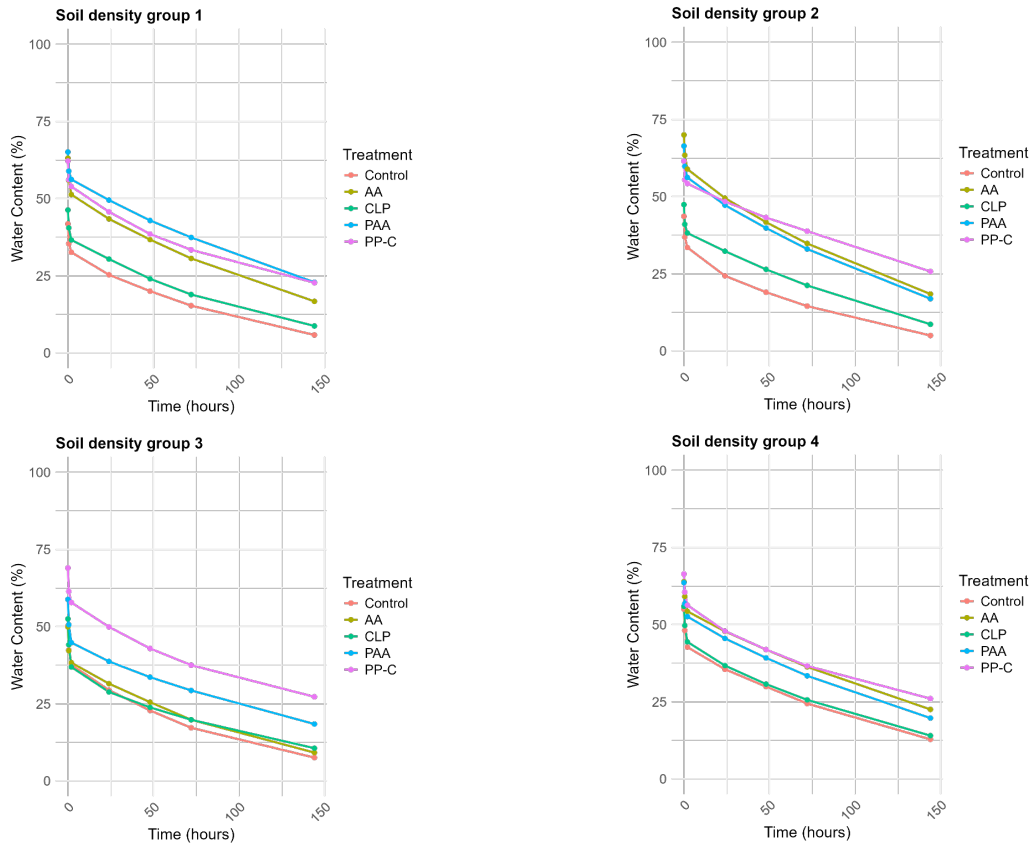 Soil density group 1
Water Content (%)
100
75
50
25
0
0
50
100
150
Time (hours)
Treatment
Control
AA
CLP
PAA
PP-C
Soil density group 2
Water Content (%)
100
75
50
25
0
0
50
100
150
Time (hours)
Treatment
Control
AA
CLP
PAA
PP-C
Soil density group 3
Water Content (%)
100
75
50
25
0
0
50
100
150
Time (hours)
Treatment
Control
AA
CLP
PAA
PP-C
Soil density group 4
Water Content (%)
100
75
50
25
0
0
50
100
150
Time (hours)
Treatment
Control
AA
CLP
PAA
PP-C